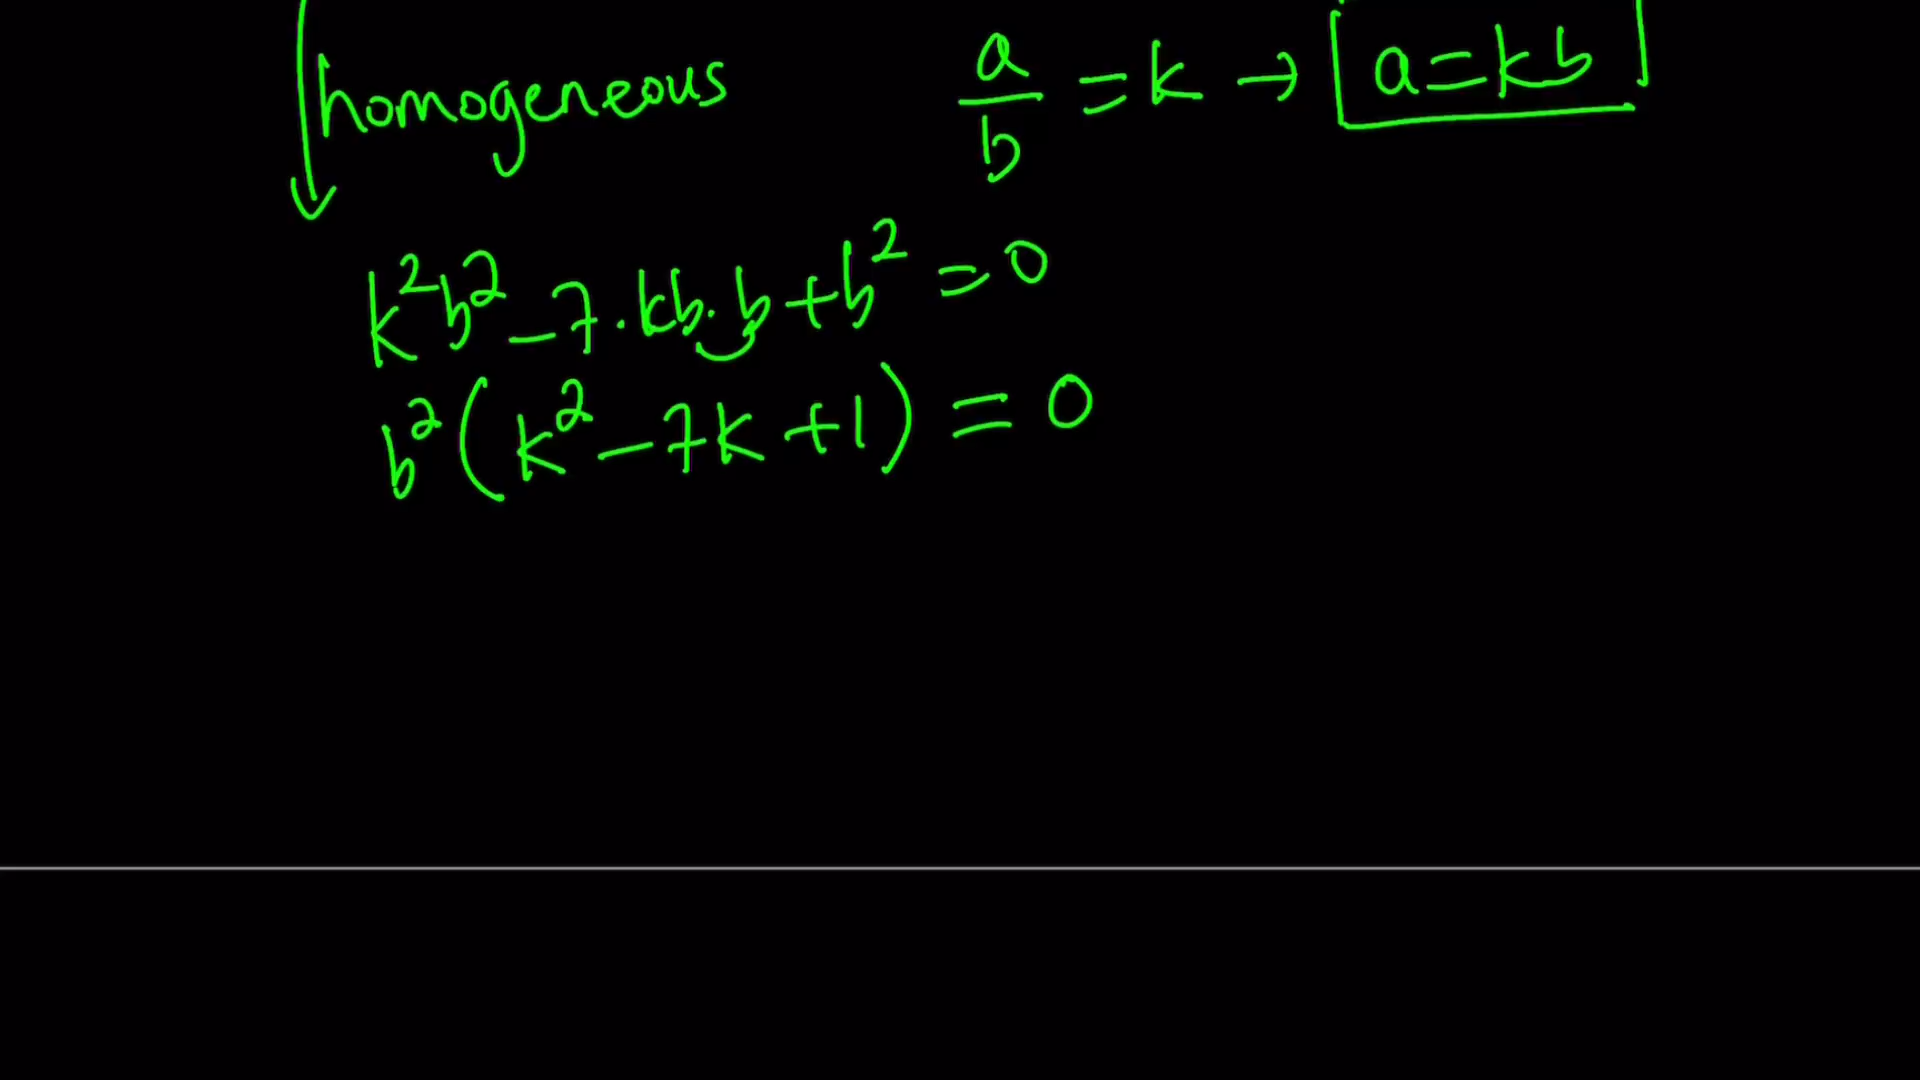 homogeneous a/b = k → a = kb
k²b² - 7·kb·b + b² = 0
b²(k² - 7k + 1) = 0